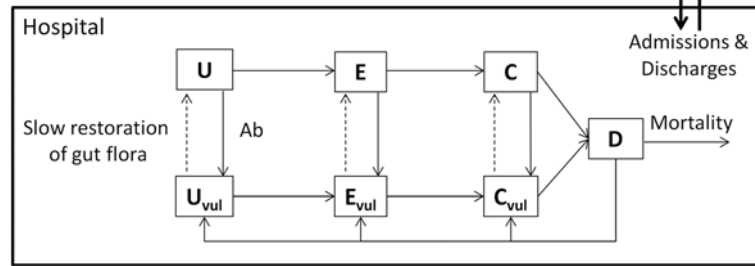 Hospital
Admissions &
Discharges
U
E
C
Slow restoration
of gut flora
Ab
Mortality
D
Uvul
Evul
Cvul